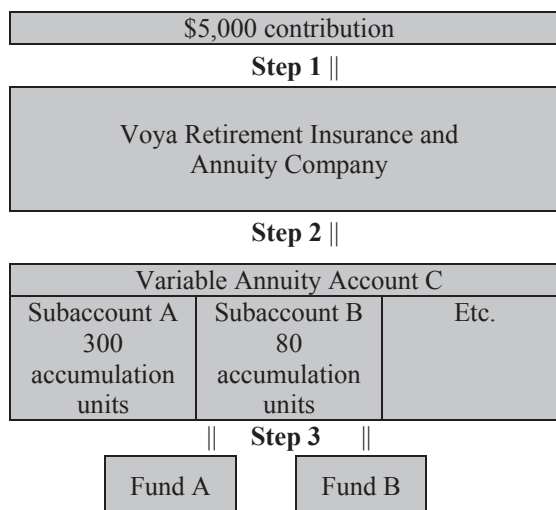 $5,000 contribution
Step 1 ||
Voya Retirement Insurance and
Annuity Company
Step 2 ||
Variable Annuity Account C
Subaccount A
300
accumulation
units
Subaccount B
80
accumulation
units
Etc.
|| Step 3 ||
Fund A
Fund B